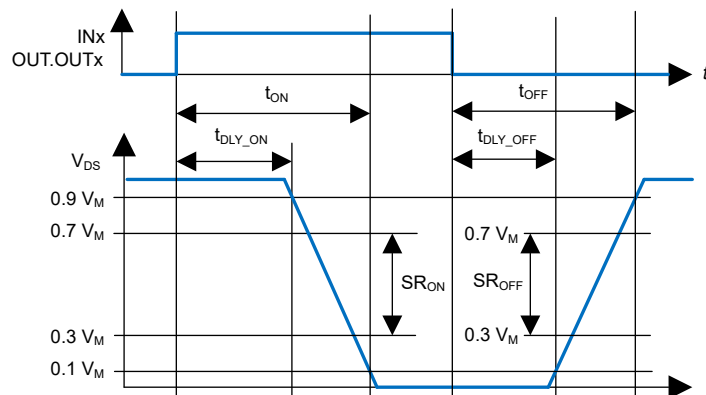 INx
OUT.OUTx
t
tON
tOFF
tDLY_ON
tDLY_OFF
VDS
0.9 VM
0.7 VM
0.7 VM
SRON
SROFF
0.3 VM
0.3 VM
0.1 VM